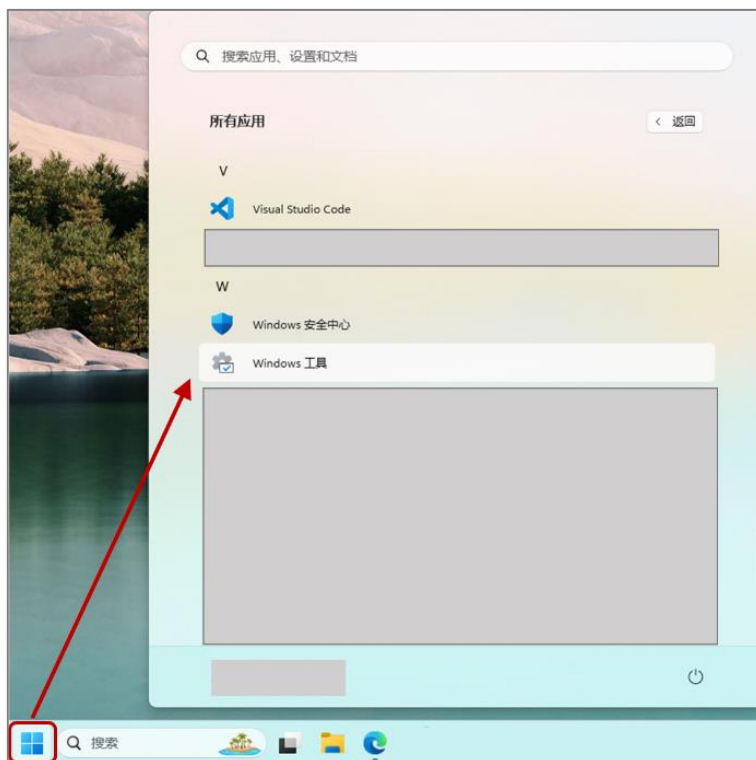 搜索应用、设置和文档
所有应用
返回
V
Visual Studio Code
W
Windows 安全中心
Windows 工具
搜索